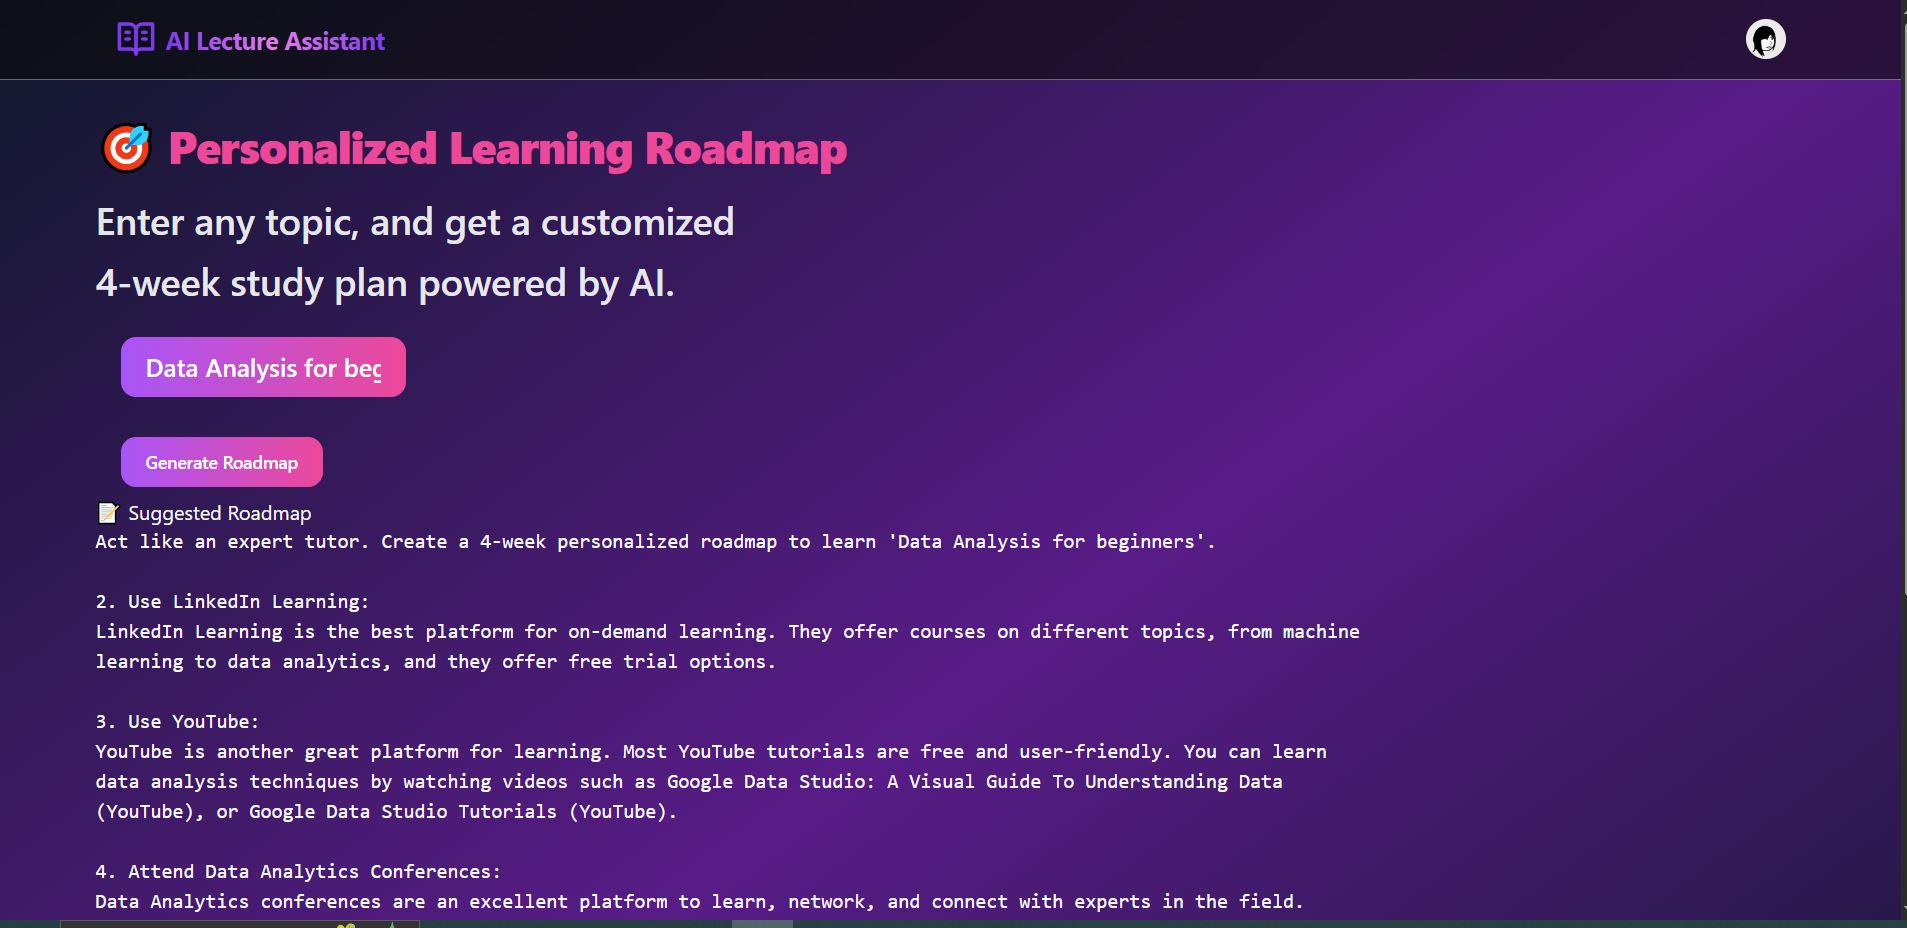 AI Lecture Assistant
Personalized Learning Roadmap
Enter any topic, and get a customized
4-week study plan powered by AI.
Data Analysis for beg
Generate Roadmap
Suggested Roadmap
Act like an expert tutor. Create a 4-week personalized roadmap to learn 'Data Analysis for beginners'.
2. Use LinkedIn Learning:
LinkedIn Learning is the best platform for on-demand learning. They offer courses on different topics, from machine
learning to data analytics, and they offer free trial options.
3. Use YouTube:
YouTube is another great platform for learning. Most YouTube tutorials are free and user-friendly. You can learn
data analysis techniques by watching videos such as Google Data Studio: A Visual Guide To Understanding Data
(YouTube), or Google Data Studio Tutorials (YouTube).
4. Attend Data Analytics Conferences:
Data Analytics conferences are an excellent platform to learn, network, and connect with experts in the field.